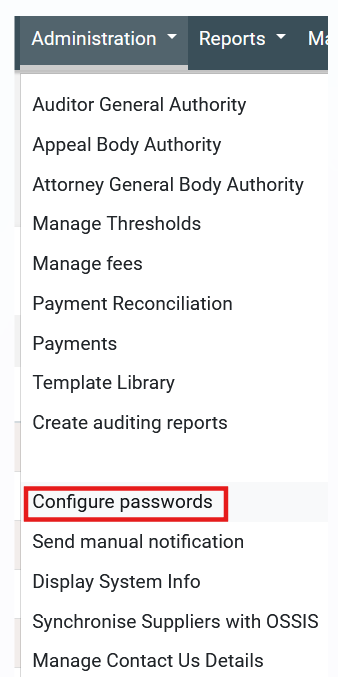 Administration Reports
Auditor General Authority
Appeal Body Authority
Attorney General Body Authority
Manage Thresholds
Manage fees
Payment Reconciliation
Payments
Template Library
Create auditing reports
Configure passwords
Send manual notification
Display System Info
Synchronise Suppliers with OSSIS
Manage Contact Us Details